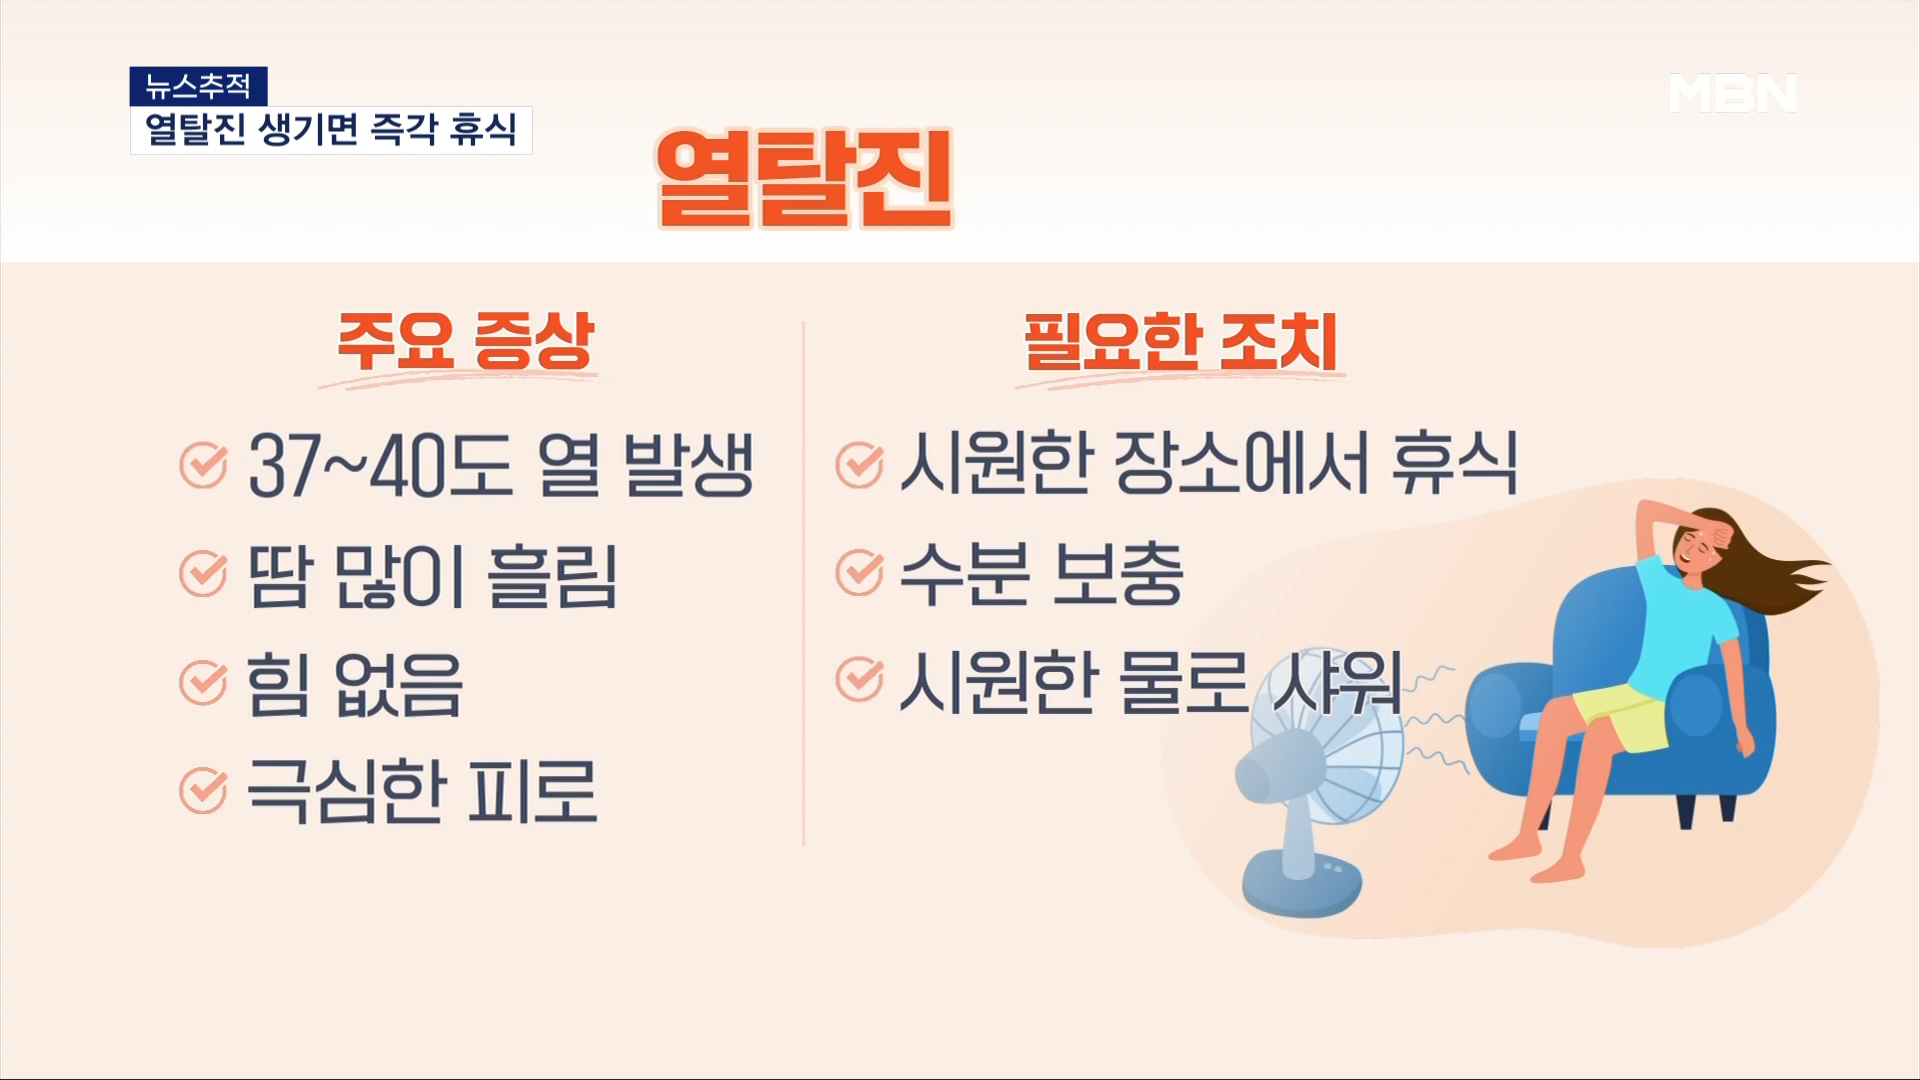 뉴스추적
열탈진 생기면 즉각 휴식
MBN
열탈진
주요 증상
37~40도 열 발생
땀 많이 흘림
힘 없음
극심한 피로
필요한 조치
시원한 장소에서 휴식
수분 보충
시원한 물로 샤워